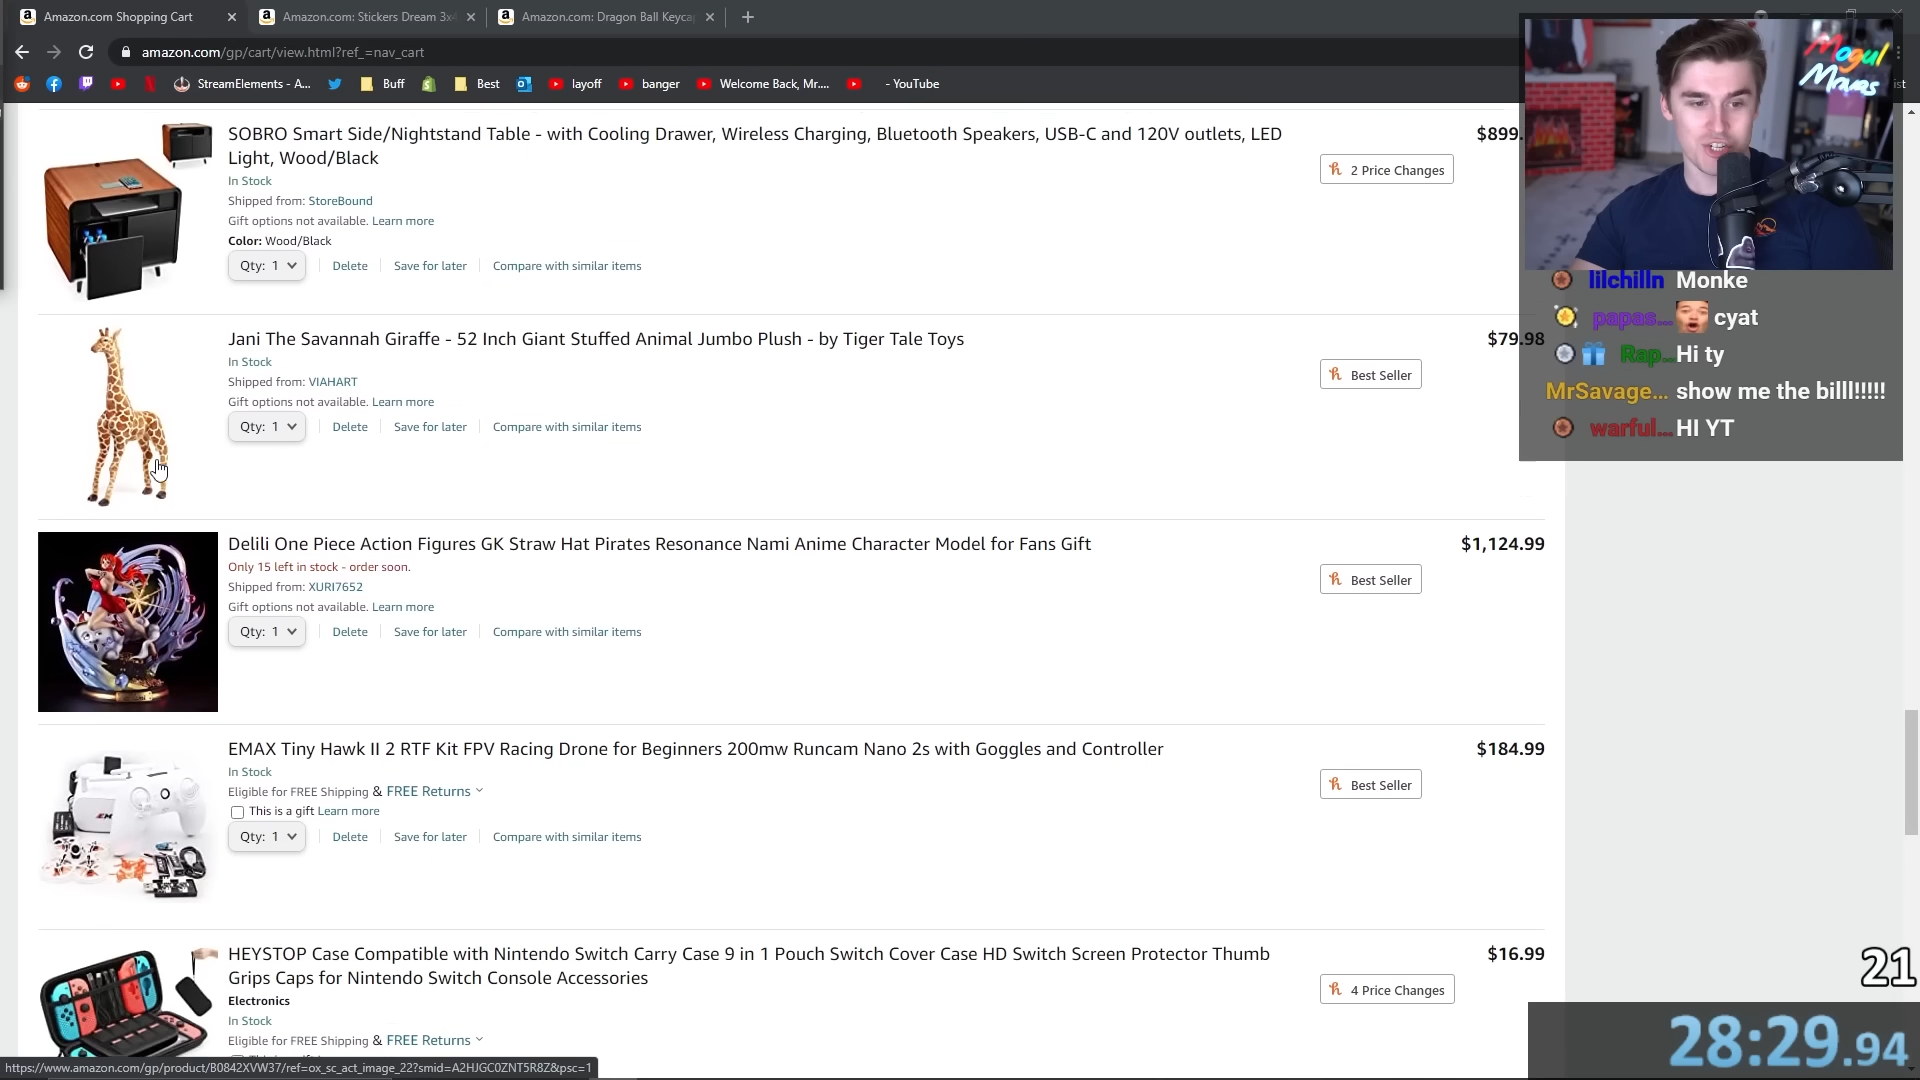 Amazon.com Shopping Cart
Amazon.com: Stickers Dream 3x
Amazon.com: Dragon Ball Keyca
amazon.com/gp/cart/view.html?ref_=nav_cart
StreamElements - A...
Buff
Best
layoff
banger
Welcome Back, Mr....
- YouTube
ist
Mogul
Moves
SOBRO Smart Side/Nightstand Table - with Cooling Drawer, Wireless Charging, Bluetooth Speakers, USB-C and 120V outlets, LED
Light, Wood/Black
$899.
2 Price Changes
In Stock
Shipped from: StoreBound
Gift options not available. Learn more
Color: Wood/Black
Qty: 1 Delete Save for later Compare with similar items
lilchilln Monke
papas... cyat
Rap... Hi ty
MrSavage... show me the billl!!!!!
warful... HI YT
Jani The Savannah Giraffe - 52 Inch Giant Stuffed Animal Jumbo Plush - by Tiger Tale Toys
$79.98
Best Seller
In Stock
Shipped from: VIAHART
Gift options not available. Learn more
Qty: 1 Delete Save for later Compare with similar items
Delili One Piece Action Figures GK Straw Hat Pirates Resonance Nami Anime Character Model for Fans Gift
$1,124.99
Best Seller
Only 15 left in stock - order soon.
Shipped from: XURI7652
Gift options not available. Learn more
Qty: 1 Delete Save for later Compare with similar items
EMAX Tiny Hawk II 2 RTF Kit FPV Racing Drone for Beginners 200mw Runcam Nano 2s with Goggles and Controller
$184.99
Best Seller
In Stock
Eligible for FREE Shipping & FREE Returns
This is a gift Learn more
Qty: 1 Delete Save for later Compare with similar items
HEYSTOP Case Compatible with Nintendo Switch Carry Case 9 in 1 Pouch Switch Cover Case HD Switch Screen Protector Thumb
Grips Caps for Nintendo Switch Console Accessories
$16.99
4 Price Changes
Electronics
In Stock
Eligible for FREE Shipping & FREE Returns
21
28:29.94
https://www.amazon.com/gp/product/B0842XVW37/ref=ox_sc_act_image_22?smid=A2HJGC0ZNT5R8Z&psc=1